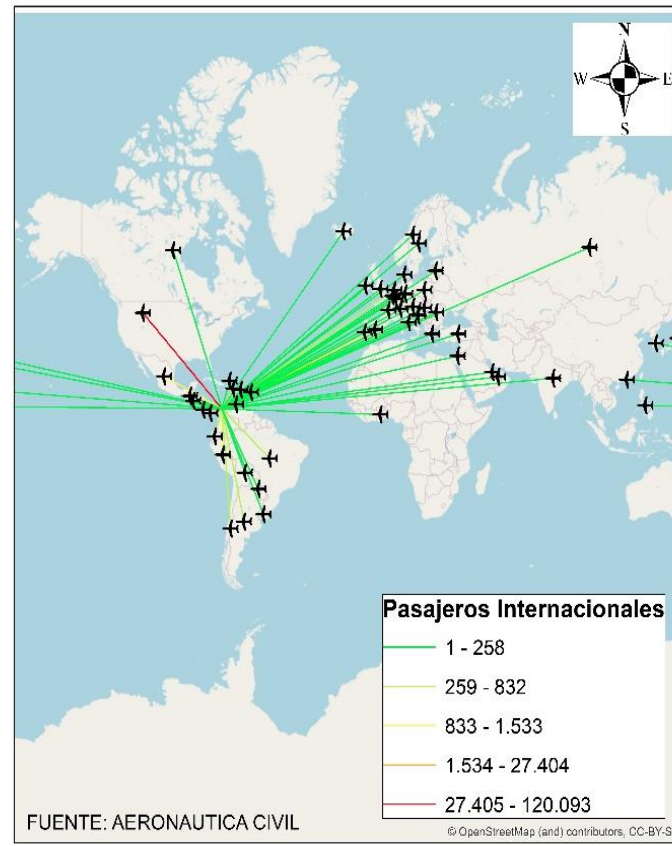 N
W E
S
Pasajeros Internacionales
1 - 258
259 - 832
833 - 1.533
1.534 - 27.404
27.405 - 120.093
FUENTE: AERONAUTICA CIVIL
© OpenStreetMap (and) contributors, CC-BY-S